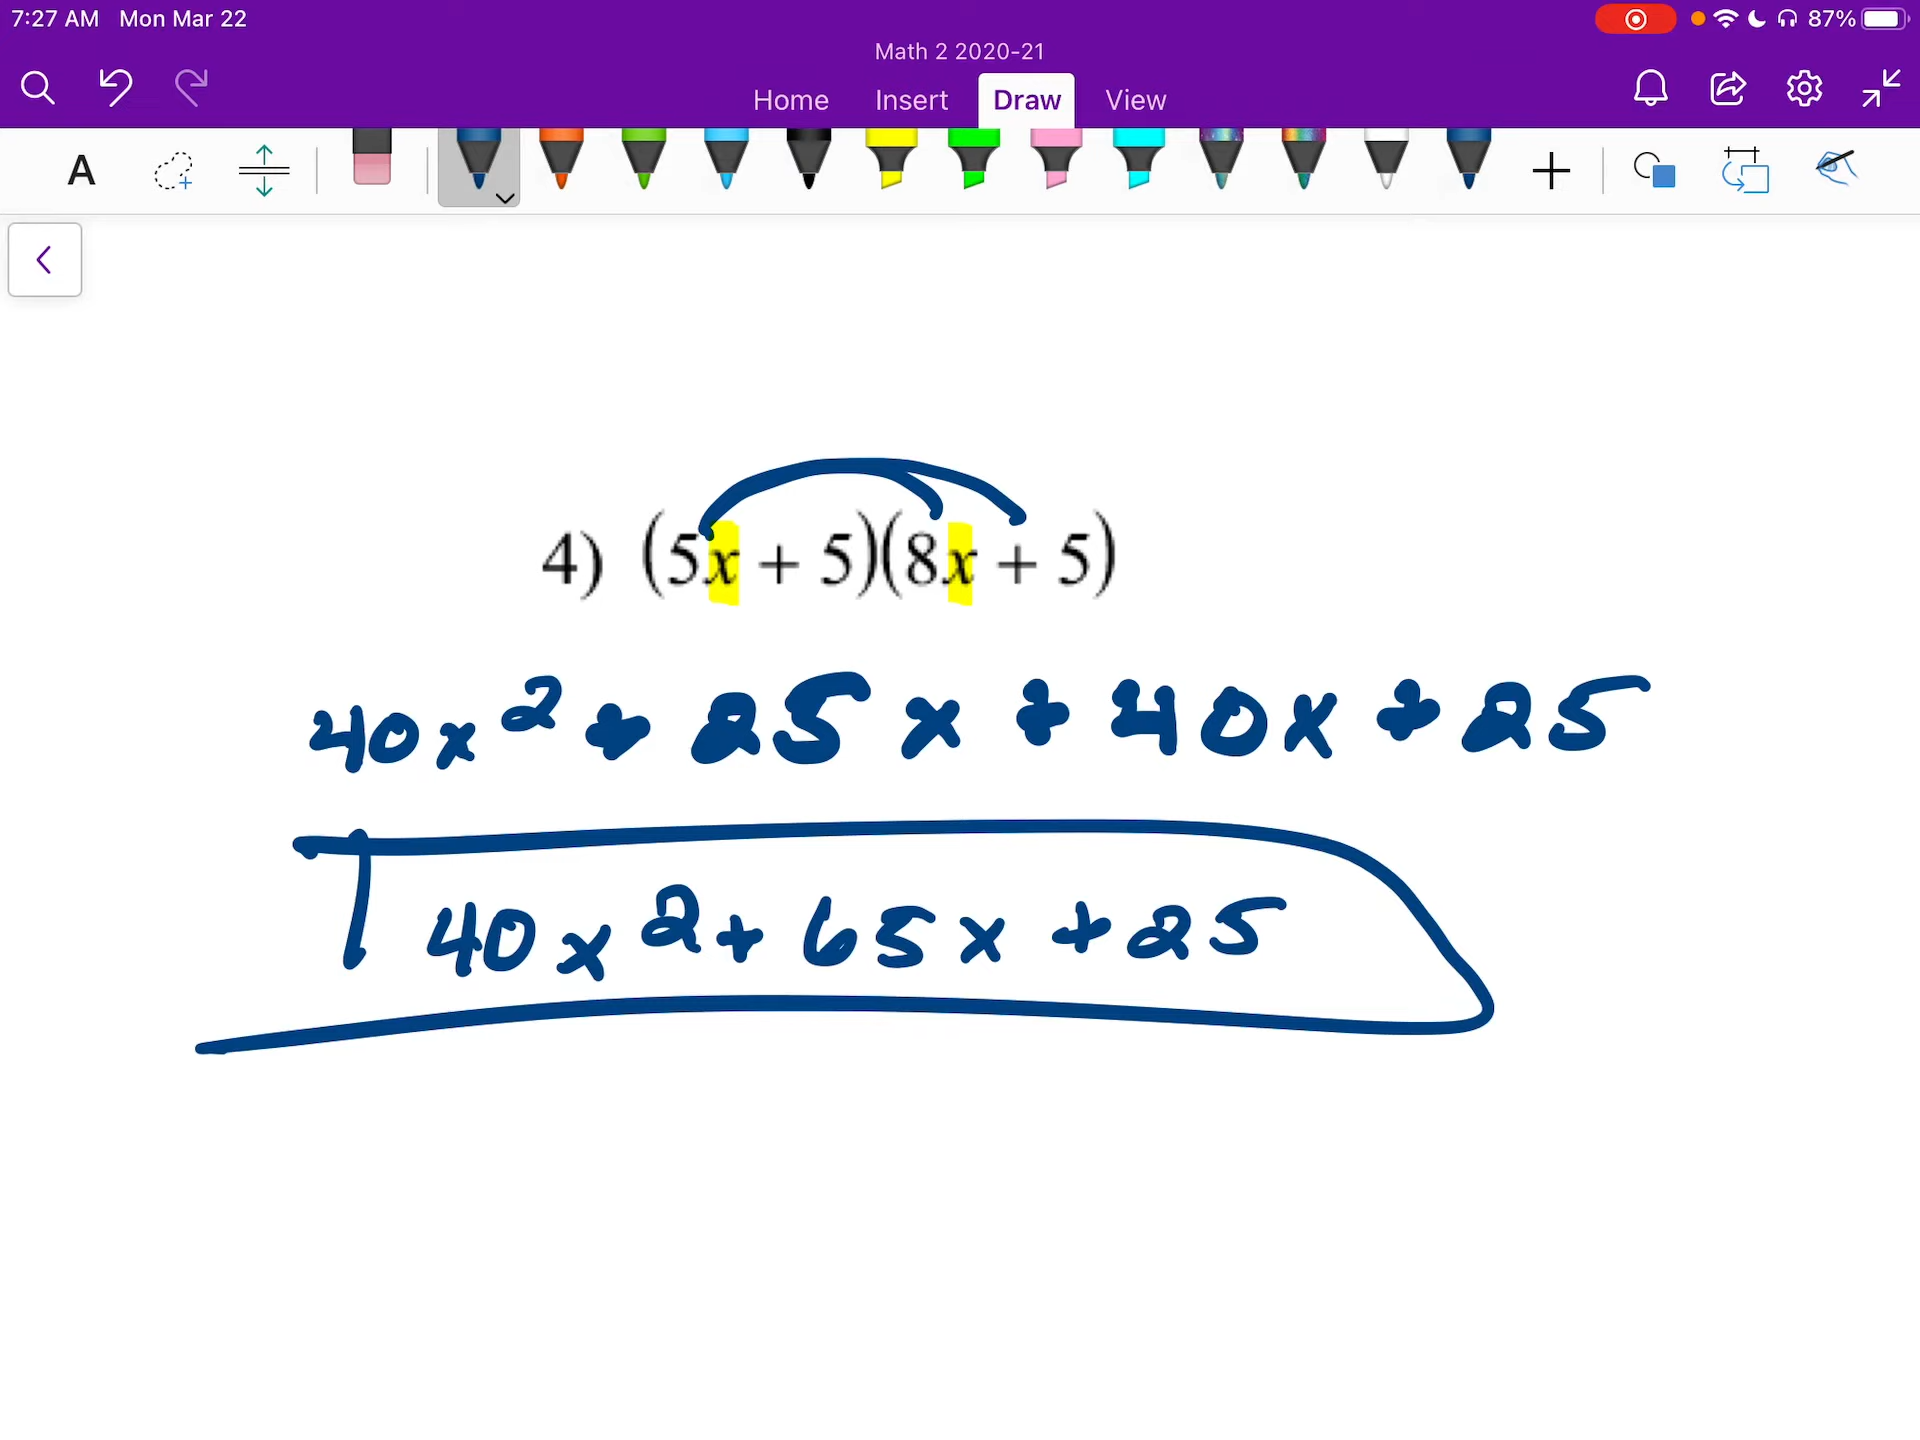 7:27 AM Mon Mar 22 87%
Math 2 2020-21
Home Insert Draw View
A
4) (5x + 5)(8x + 5)
40x² + 25x + 40x + 25
40x² + 65x + 25